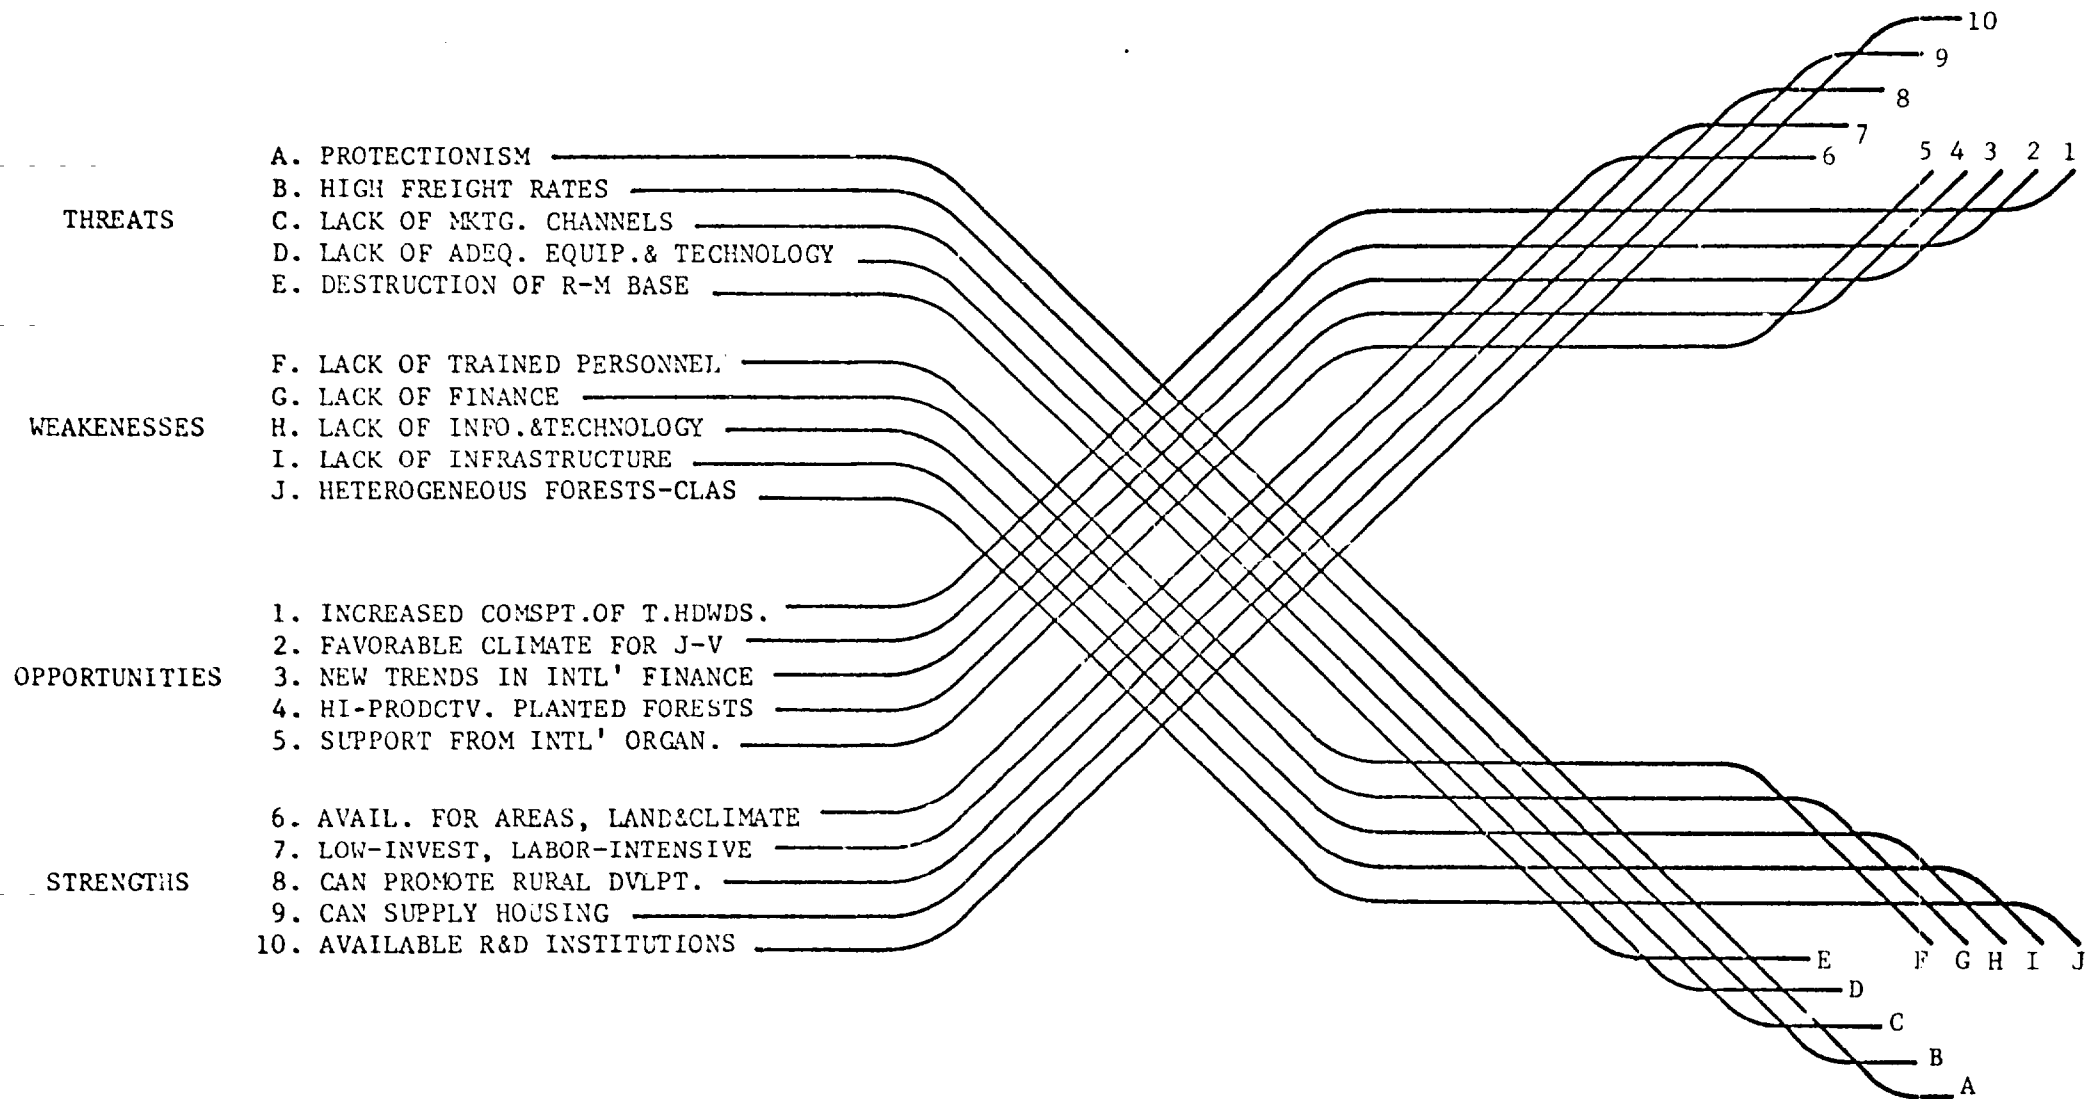 THREATS
A. PROTECTIONISM
B. HIGH FREIGHT RATES
C. LACK OF MKTG. CHANNELS
D. LACK OF ADEQ. EQUIP.& TECHNOLOGY
E. DESTRUCTION OF R-M BASE
WEAKENESSES
F. LACK OF TRAINED PERSONNEL
G. LACK OF FINANCE
H. LACK OF INFO.&TECHNOLOGY
I. LACK OF INFRASTRUCTURE
J. HETEROGENEOUS FORESTS-CLAS
OPPORTUNITIES
1. INCREASED COMSPT.OF T.HDWDS.
2. FAVORABLE CLIMATE FOR J-V
3. NEW TRENDS IN INTL' FINANCE
4. HI-PRODCTV. PLANTED FORESTS
5. SUPPORT FROM INTL' ORGAN.
STRENGTHS
6. AVAIL. FOR AREAS, LAND&CLIMATE
7. LOW-INVEST, LABOR-INTENSIVE
8. CAN PROMOTE RURAL DVLPT.
9. CAN SUPPLY HOUSING
10. AVAILABLE R&D INSTITUTIONS
10
9
8
7
6
5 4 3 2 1
E
F G H I J
D
C
B
A